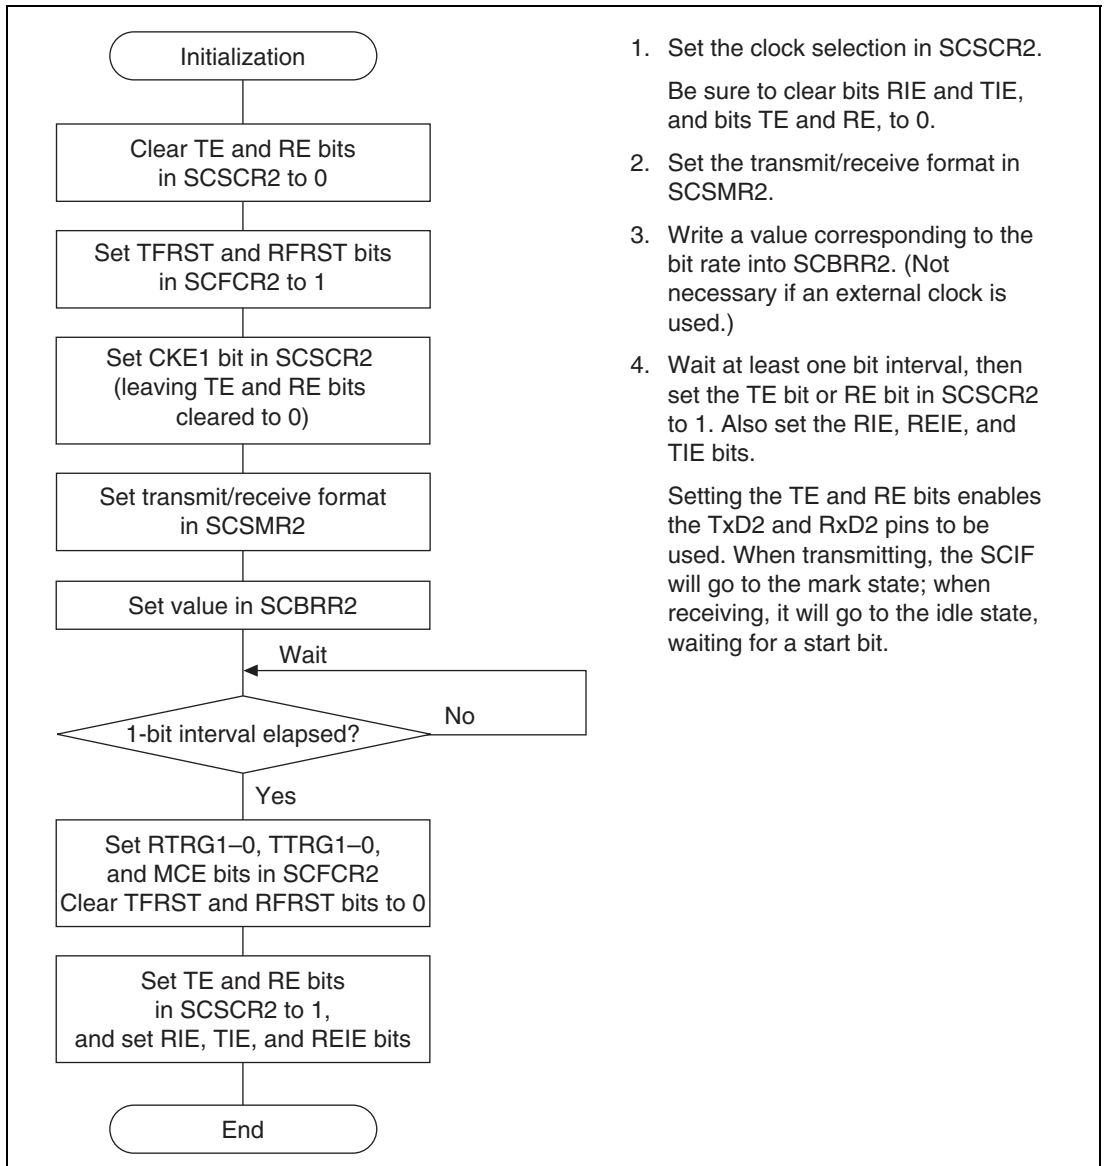 Initialization
Clear TE and RE bits
in SCSCR2 to 0
Set TFRST and RFRST bits
in SCFCR2 to 1
Set CKE1 bit in SCSCR2
(leaving TE and RE bits
cleared to 0)
Set transmit/receive format
in SCSMR2
Set value in SCBRR2
Wait
1-bit interval elapsed?
No
Yes
Set RTRG1–0, TTRG1–0,
and MCE bits in SCFCR2
Clear TFRST and RFRST bits to 0
Set TE and RE bits
in SCSCR2 to 1,
and set RIE, TIE, and REIE bits
End
1. Set the clock selection in SCSCR2.
Be sure to clear bits RIE and TIE,
and bits TE and RE, to 0.
2. Set the transmit/receive format in
SCSMR2.
3. Write a value corresponding to the
bit rate into SCBRR2. (Not
necessary if an external clock is
used.)
4. Wait at least one bit interval, then
set the TE bit or RE bit in SCSCR2
to 1. Also set the RIE, REIE, and
TIE bits.
Setting the TE and RE bits enables
the TxD2 and RxD2 pins to be
used. When transmitting, the SCIF
will go to the mark state; when
receiving, it will go to the idle state,
waiting for a start bit.